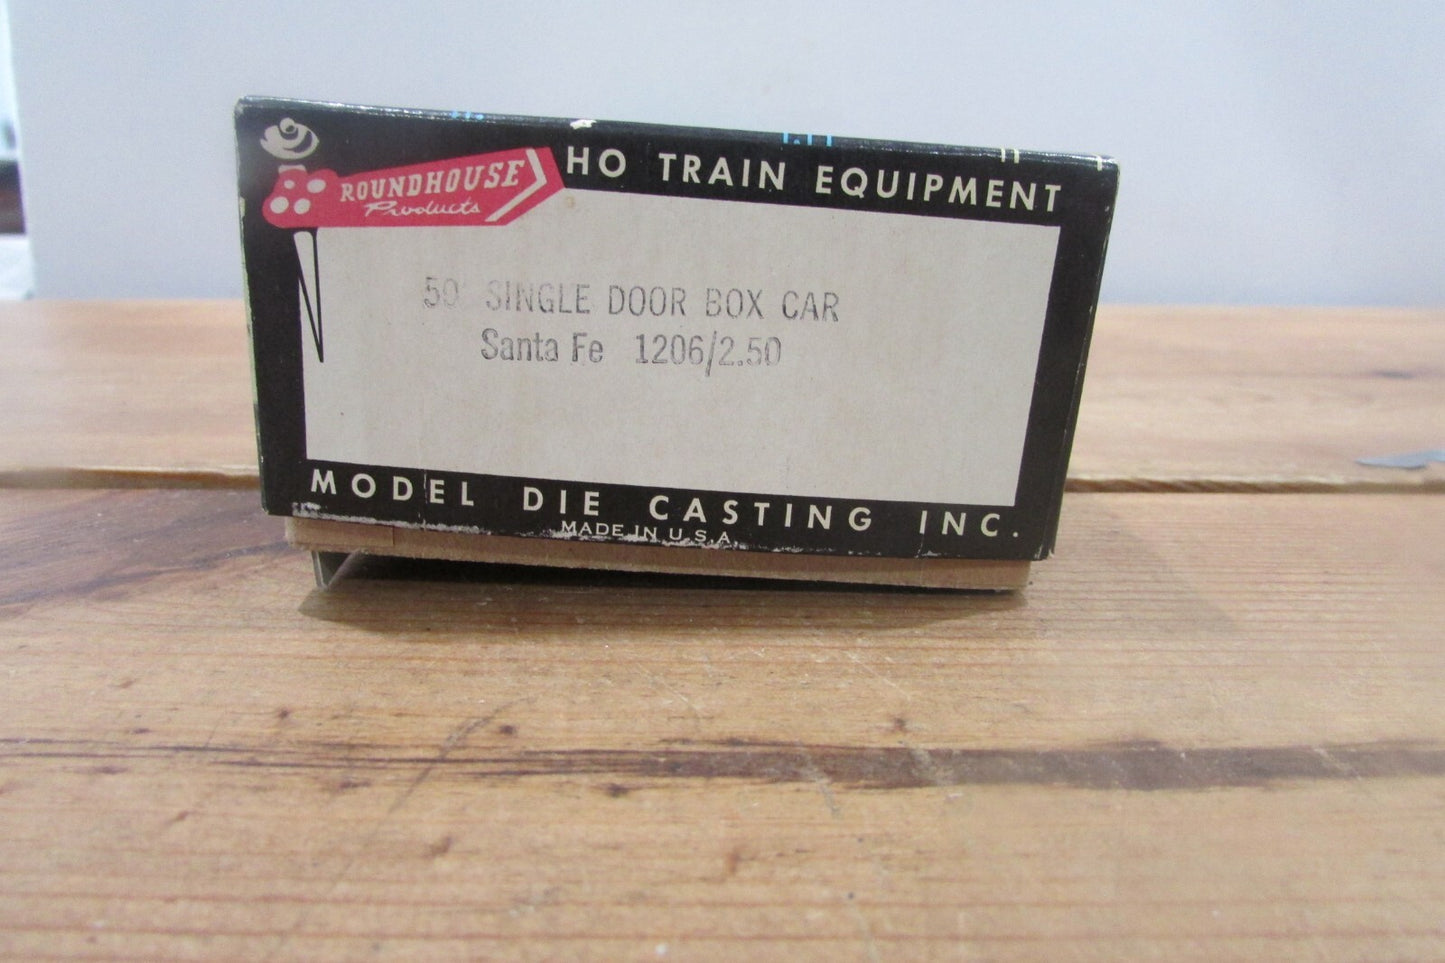 ROUNDHOUSE
Products
HO TRAIN EQUIPMENT
50' SINGLE DOOR BOX CAR
Santa Fe 1206/2.50
MODEL DIE CASTING INC.
MADE IN U.S.A.